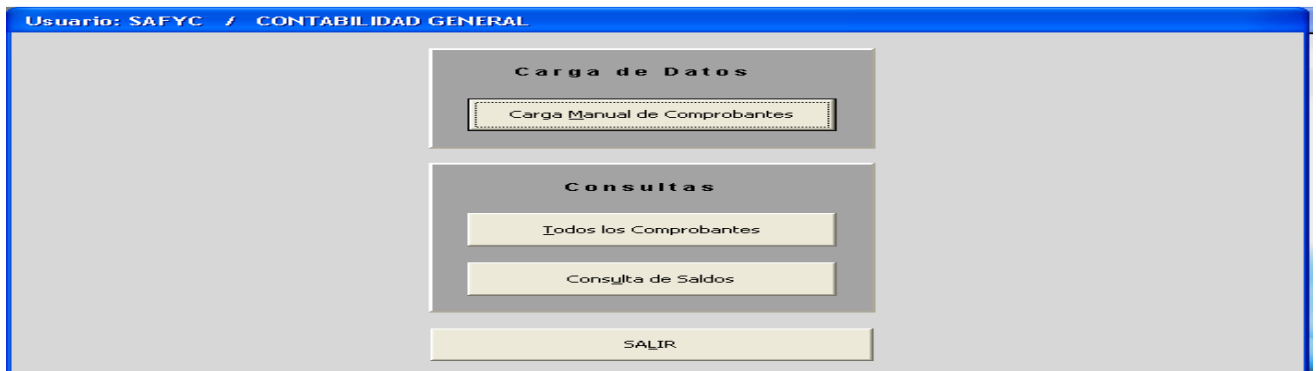 Usuario: SAFYC / CONTABILIDAD GENERAL
Carga de Datos
Carga Manual de Comprobantes
Consultas
Todos los Comprobantes
Consulta de Saldos
SALIR